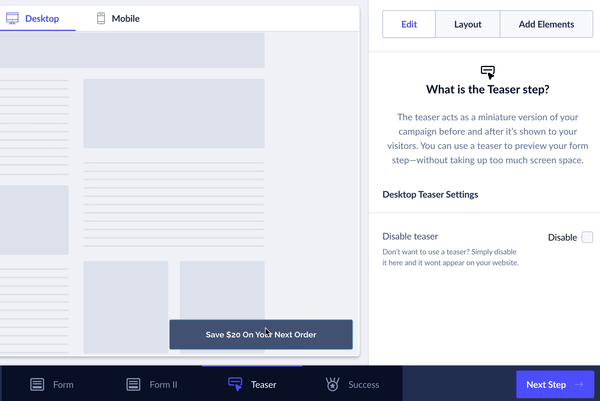 Desktop
Mobile
Edit
Layout
Add Elements
What is the Teaser step?
The teaser acts as a miniature version of your
campaign before and after it's shown to your
visitors. You can use a teaser to preview your form
step—without taking up too much screen space.
Desktop Teaser Settings
Disable teaser
Disable
Don't want to use a teaser? Simply disable
it here and it wont appear on your website.
Save $20 On Your Next Order
Form
Form II
Teaser
Success
Next Step